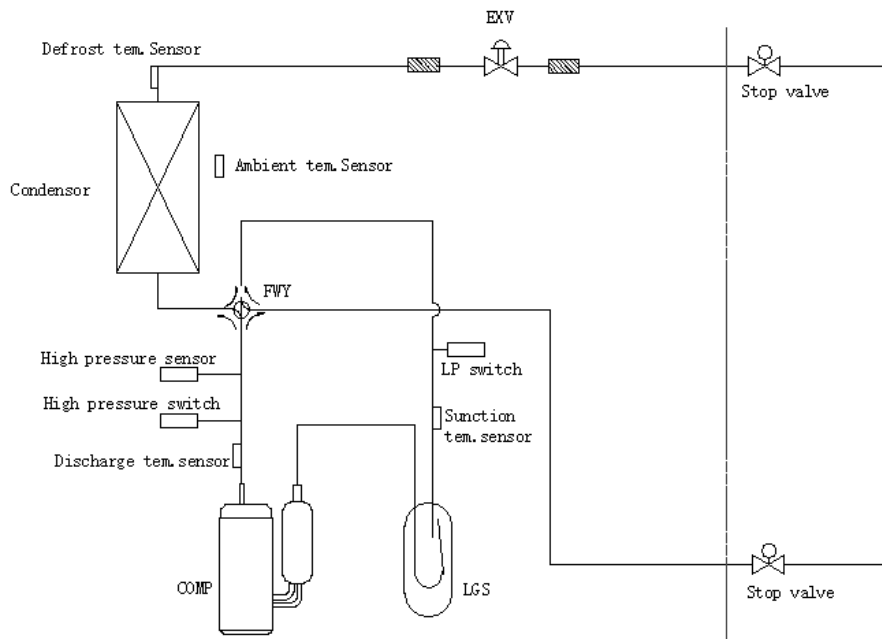 EXV
Defrost tem.Sensor
Stop valve
Ambient tem.Sensor
Condensor
FWY
High pressure sensor
LP switch
High pressure switch
Sunction
tem.sensor
Discharge tem.sensor
COMP
LGS
Stop valve